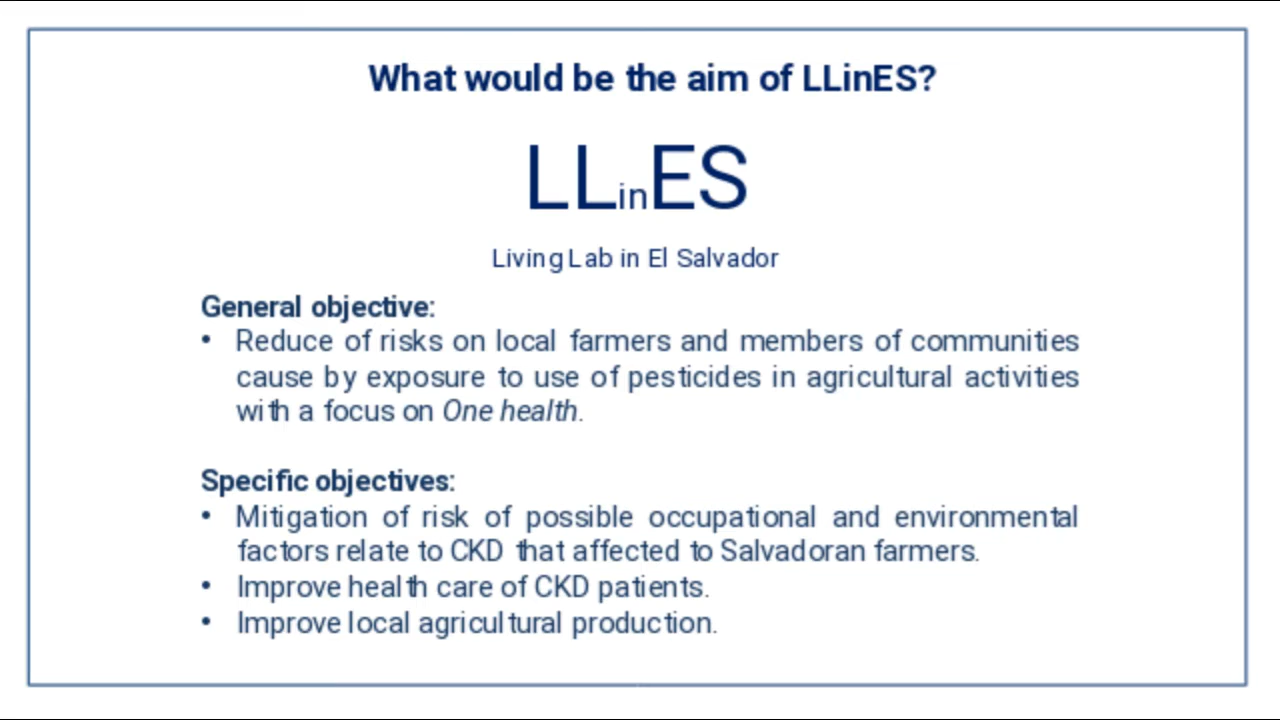 What would be the aim of LLinES?
LLinES
Living Lab in El Salvador
General objective:
• Reduce of risks on local farmers and members of communities
cause by exposure to use of pesticides in agricultural activities
with a focus on One health.
Specific objectives:
• Mitigation of risk of possible occupational and environmental
factors relate to CKD that affected to Salvadoran farmers.
• Improve health care of CKD patients.
• Improve local agricultural production.